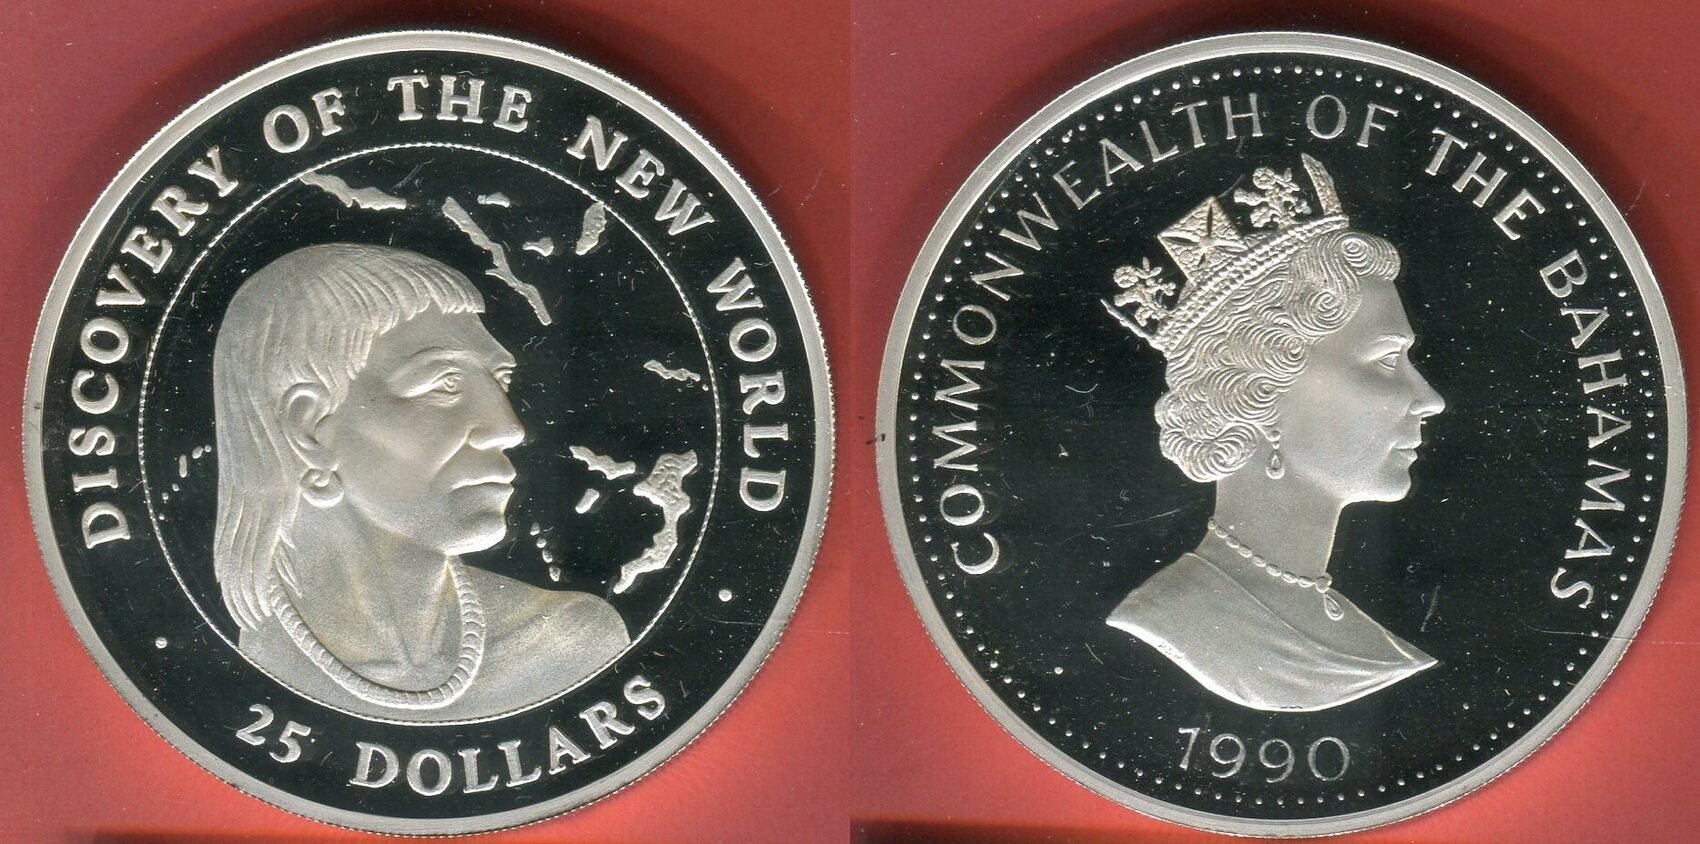 DISCOVERY OF THE NEW WORLD
25 DOLLARS
COMMONWEALTH OF THE BAHAMAS
1990